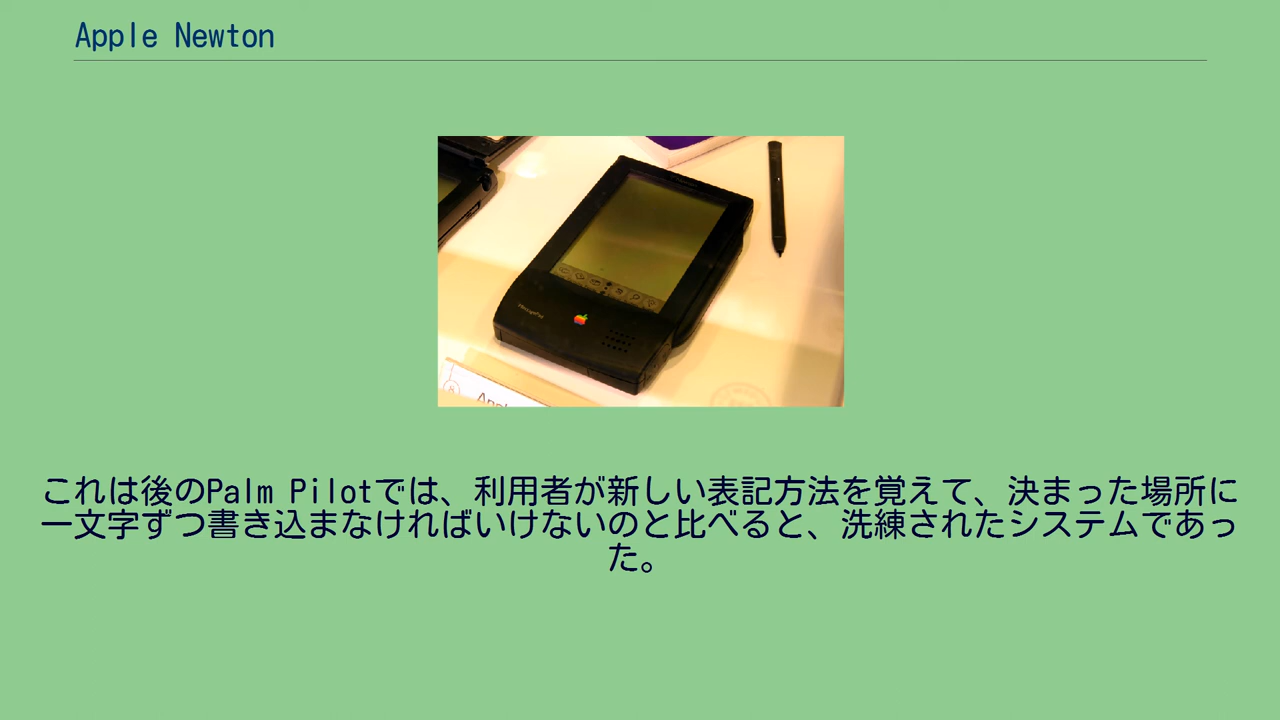 Apple Newton
MessagePad
これは後のPalm Pilotでは、利用者が新しい表記方法を覚えて、決まった場所に
一文字ずつ書き込まなければいけないのと比べると、洗練されたシステムであっ
た。